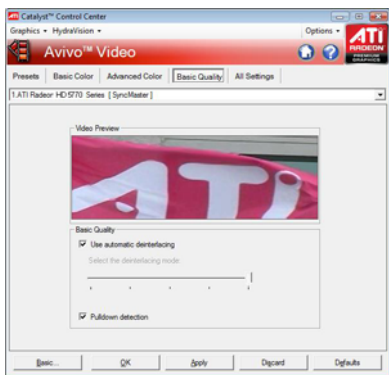 Catalyst™ Control Center
Graphics HydraVision Options
Avivo™ Video
ATI
RADEON
PREMIUM
GRAPHICS
Presets Basic Color Advanced Color Basic Quality All Settings
1.ATI Radeon HD 5770 Series [ SyncMaster ]
Video Preview
ATi
Basic Quality
Use automatic deinterlacing
Select the deinterlacing mode:
Pulldown detection
Basic... OK Apply Discard Defaults